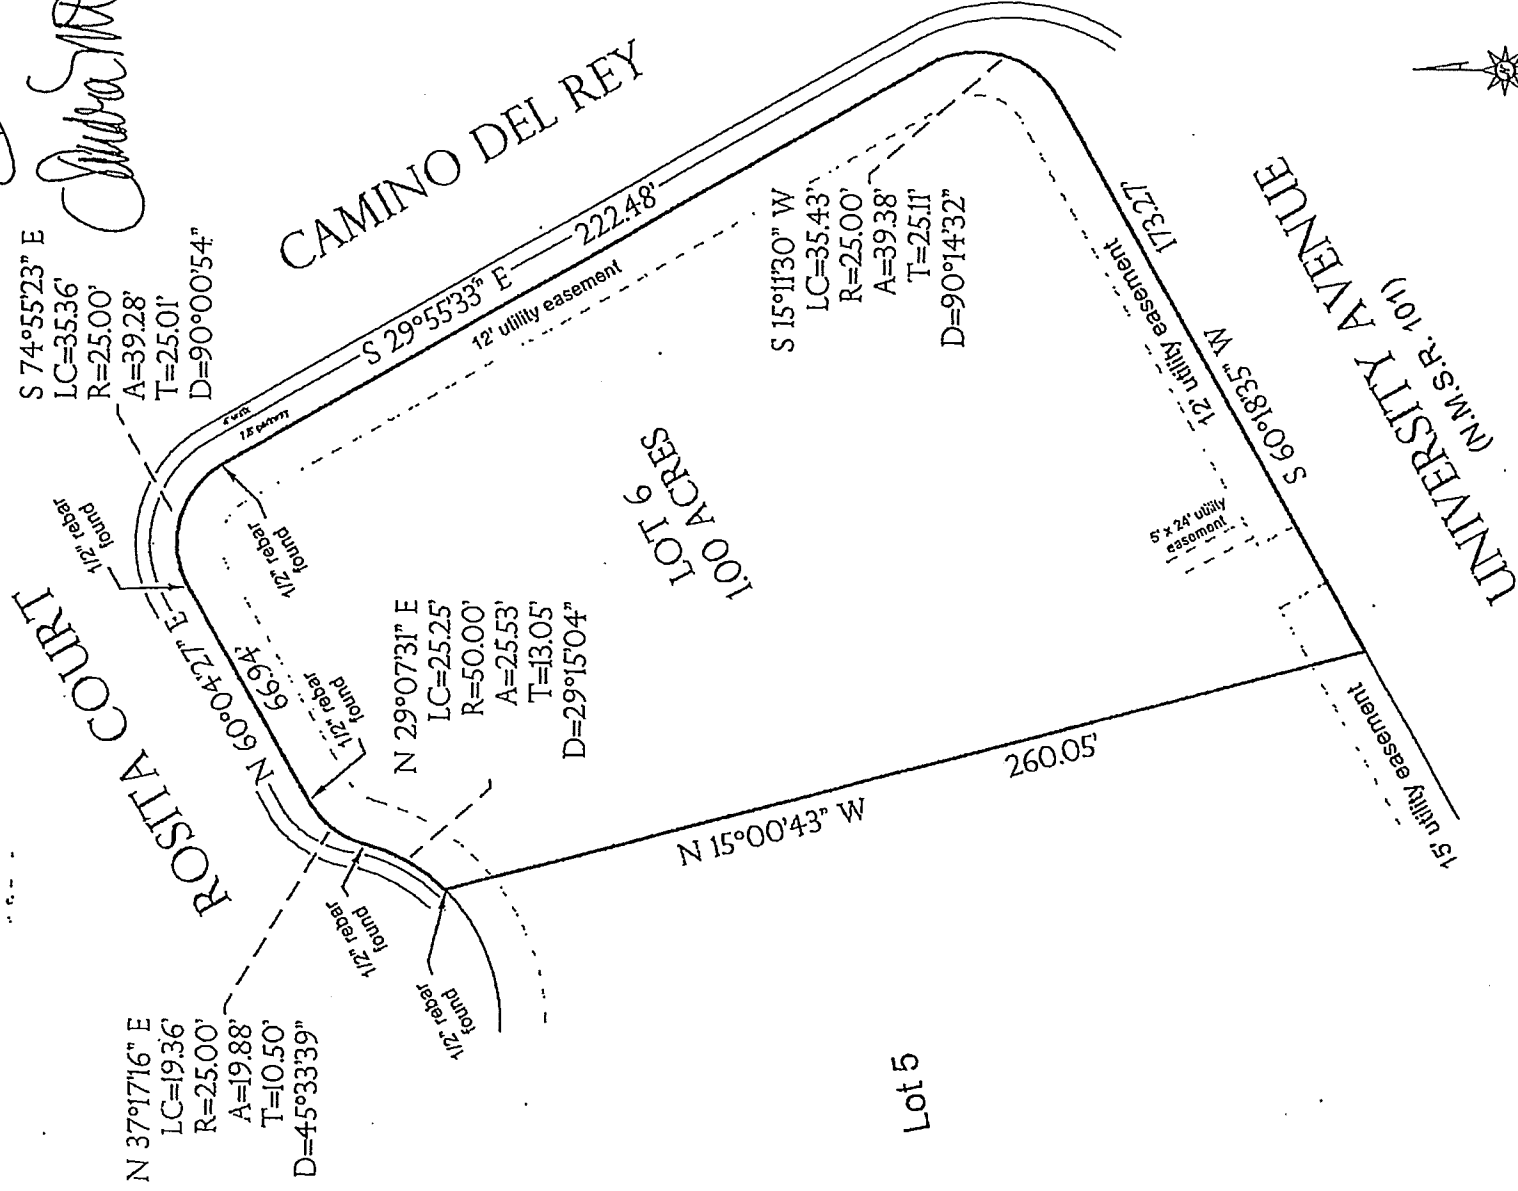 S 74°55'23" E
LC=35.36'
R=25.00'
A=39.28'
T=25.01'
D=90°00'54"
CAMINO DEL REY
S 29°55'33" E
222.48'
12' utility easement
1/2" rebar
found
1/2" rebar
found
ROSITA COURT
N 60°04'27" E
66.94'
1/2" rebar
found
S 15°11'30" W
LC=35.43'
R=25.00'
A=39.38'
T=25.11'
D=90°14'32"
173.27'
12' utility easement
S 60°18'35" W
UNIVERSITY AVENUE
(N.M.S.R. 101)
LOT 6
1.00 ACRES
5' x 24' utility
easement
N 29°07'31" E
LC=25.25'
R=50.00'
A=25.53'
T=13.05'
D=29°15'04"
N 15°00'43" W
260.05'
15' utility easement
1/2" rebar
found
1/2" rebar
found
N 37°17'16" E
LC=19.36'
R=25.00'
A=19.88'
T=10.50'
D=45°33'39"
Lot 5
N